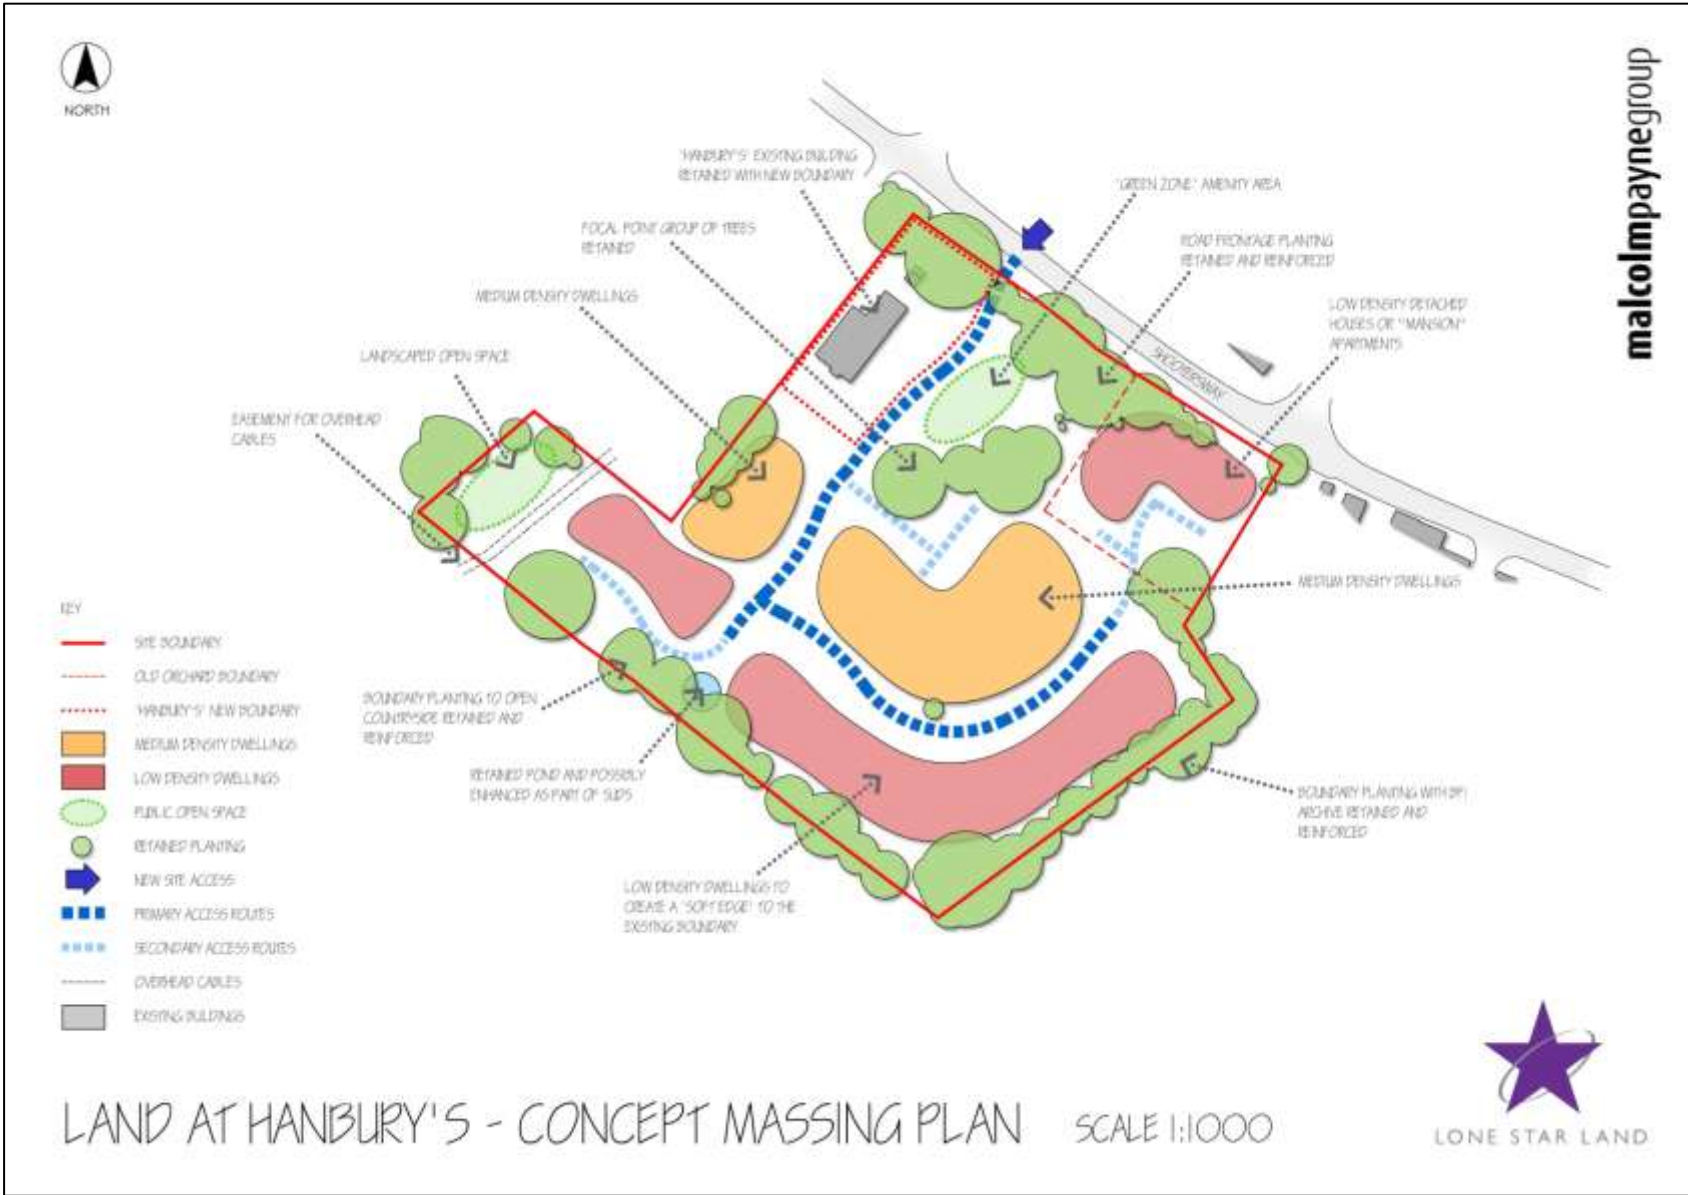 NORTH
malcolmpaynegroup
'HANBURY'S' EXISTING BUILDING
RETAINED WITH NEW BOUNDARY
'GREEN ZONE' AMENITY AREA
FOCAL POINT GROUP OF TREES
RETAINED
ROAD FRONTAGE PLANTING
RETAINED AND REINFORCED
MEDIUM DENSITY DWELLINGS
LOW DENSITY DETACHED
HOUSES OR "MANSION"
APARTMENTS
LANDSCAPED OPEN SPACE
SHOOTERSWAY
EASEMENT FOR OVERHEAD
CABLES
MEDIUM DENSITY DWELLINGS
KEY
SITE BOUNDARY
OLD ORCHARD BOUNDARY
'HANBURY'S' NEW BOUNDARY
MEDIUM DENSITY DWELLINGS
LOW DENSITY DWELLINGS
PUBLIC OPEN SPACE
RETAINED PLANTING
NEW SITE ACCESS
PRIMARY ACCESS ROUTES
SECONDARY ACCESS ROUTES
OVERHEAD CABLES
EXISTING BUILDINGS
BOUNDARY PLANTING TO OPEN
COUNTRYSIDE RETAINED AND
REINFORCED
RETAINED POND AND POSSIBLY
ENHANCED AS PART OF SUDS
BOUNDARY PLANTING WITH BFI
ARCHIVE RETAINED AND
REINFORCED
LOW DENSITY DWELLINGS TO
CREATE A 'SOFT EDGE' TO THE
EXISTING BOUNDARY
LAND AT HANBURY'S - CONCEPT MASSING PLAN SCALE 1:1000
LONE STAR LAND